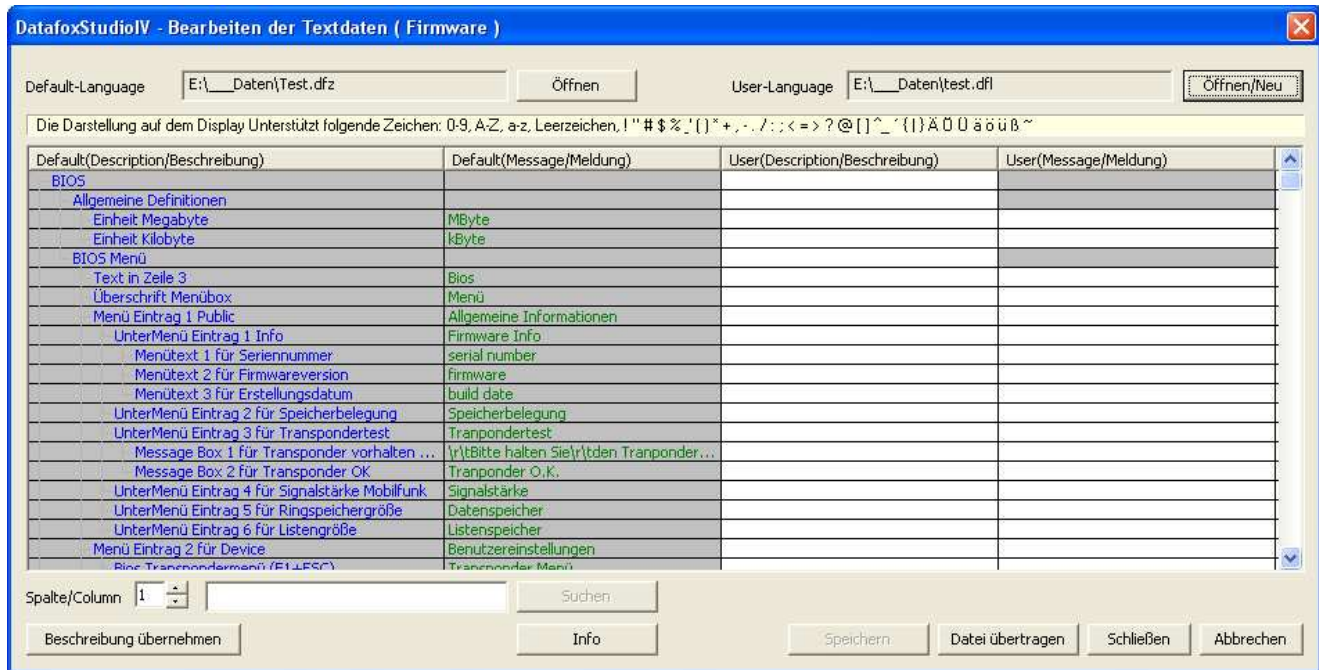 DatafoxStudioIV - Bearbeiten der Textdaten ( Firmware )
Default-Language E:\___Daten\Test.dfz Öffnen User-Language E:\___Daten\test.dfl Öffnen/Neu
Die Darstellung auf dem Display Unterstützt folgende Zeichen: 0-9, A-Z, a-z, Leerzeichen, ! " # $ % ,'( ) * + , - . / : ; < = > ? @ [ ] ^ _ ´ { | } Ä Ö Ü ä ö ü ß ~
Default(Description/Beschreibung) Default(Message/Meldung) User(Description/Beschreibung) User(Message/Meldung)
BIOS
Allgemeine Definitionen
Einheit Megabyte MByte
Einheit Kilobyte kByte
BIOS Menü
Text in Zeile 3 Bios
Überschrift Menübox Menü
Menü Eintrag 1 Public Allgemeine Informationen
UnterMenü Eintrag 1 Info Firmware Info
Menütext 1 für Seriennummer serial number
Menütext 2 für Firmwareversion firmware
Menütext 3 für Erstellungsdatum build date
UnterMenü Eintrag 2 für Speicherbelegung Speicherbelegung
UnterMenü Eintrag 3 für Transpondertest Tranpondertest
Message Box 1 für Transponder vorhalten ... \r\tBitte halten Sie\r\tden Tranponder...
Message Box 2 für Transponder OK Tranponder O.K.
UnterMenü Eintrag 4 für Signalstärke Mobilfunk Signalstärke
UnterMenü Eintrag 5 für Ringspeichergröße Datenspeicher
UnterMenü Eintrag 6 für Listengröße Listenspeicher
Menü Eintrag 2 für Device Benutzereinstellungen
Bios Transpondermenü (F1+ESC) Transponder Menü
Spalte/Column 1 Suchen
Beschreibung übernehmen Info Speichern Datei übertragen Schließen Abbrechen